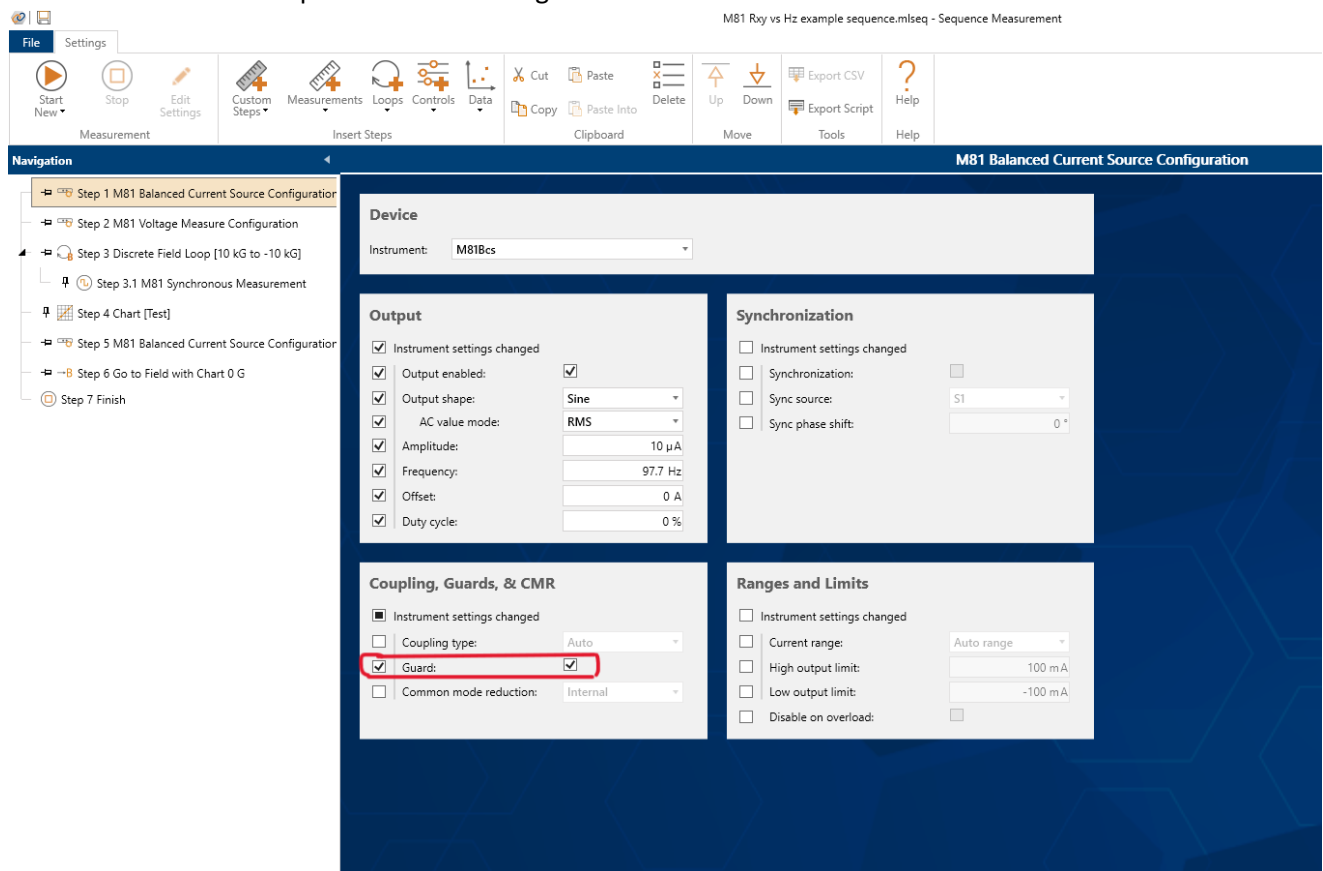 M81 Rxy vs Hz example sequence.mlseq - Sequence Measurement
File Settings
Start New
Stop
Edit Settings
Custom Steps
Measurements
Loops
Controls
Data
Cut
Copy
Paste
Paste Into
Delete
Up
Down
Export CSV
Export Script
Help
Measurement
Insert Steps
Clipboard
Move
Tools
Help
Navigation
M81 Balanced Current Source Configuration
Step 1 M81 Balanced Current Source Configuration
Step 2 M81 Voltage Measure Configuration
Step 3 Discrete Field Loop [10 kG to -10 kG]
Step 3.1 M81 Synchronous Measurement
Step 4 Chart [Test]
Step 5 M81 Balanced Current Source Configuration
→B Step 6 Go to Field with Chart 0 G
Step 7 Finish
Device
Instrument: M81Bcs
Output
Instrument settings changed
Output enabled:
Output shape: Sine
AC value mode: RMS
Amplitude: 10 µA
Frequency: 97.7 Hz
Offset: 0 A
Duty cycle: 0 %
Synchronization
Instrument settings changed
Synchronization:
Sync source: S1
Sync phase shift: 0 °
Coupling, Guards, & CMR
Instrument settings changed
Coupling type: Auto
Guard:
Common mode reduction: Internal
Ranges and Limits
Instrument settings changed
Current range: Auto range
High output limit: 100 mA
Low output limit: -100 mA
Disable on overload: